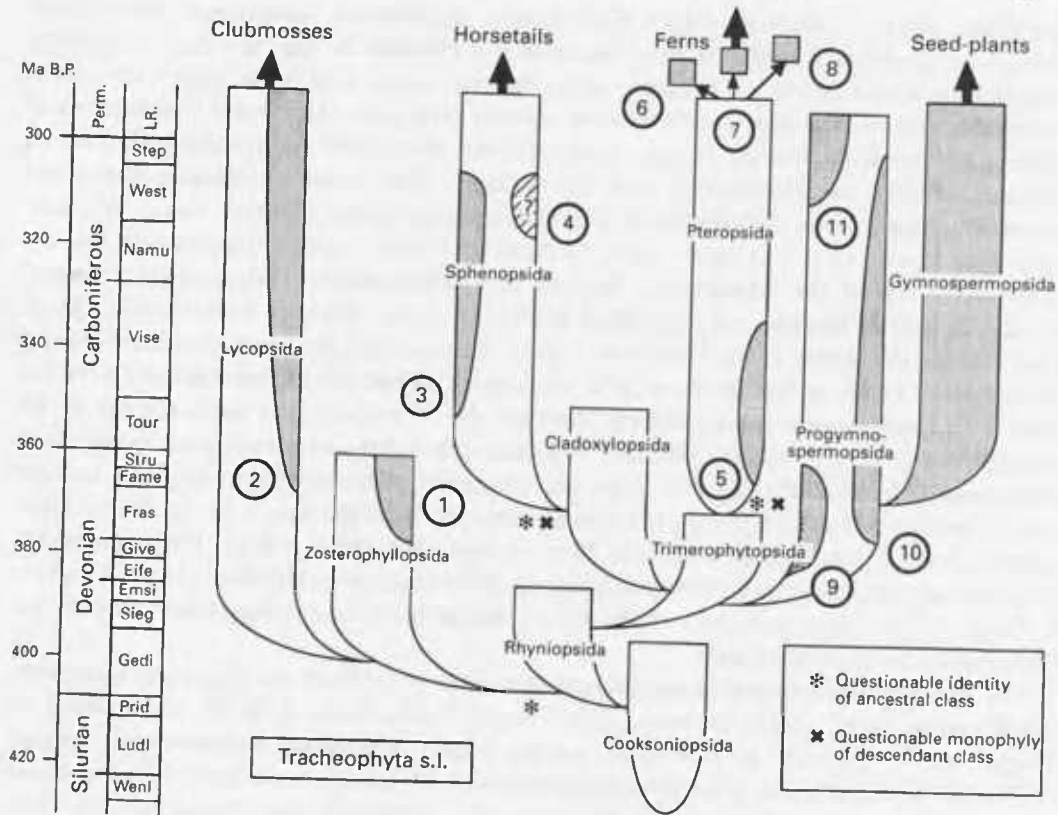 Clubmosses
Horsetails
Ferns
Seed-plants
Ma B.P.
Perm.
L.R.
300
Step
West
320
Namu
Carboniferous
Vise
340
Tour
360
Stru
Fame
Fras
380
Give
Eife
Emsi
Devonian
Sieg
400
Gedi
Prid
Silurian
Ludl
420
Wenl
6
7
8
4
?
11
Pteropsida
Sphenopsida
Gymnospermopsida
Lycopsida
3
Cladoxylopsida
Progymno-
spermopsida
2
1
5
✻ ✖
✻ ✖
Zosterophyllopsida
Trimerophytopsida
10
9
Rhyniopsida
✻
Cooksoniopsida
Tracheophyta s.l.
✻ Questionable identity
of ancestral class
✖ Questionable monophyly
of descendant class